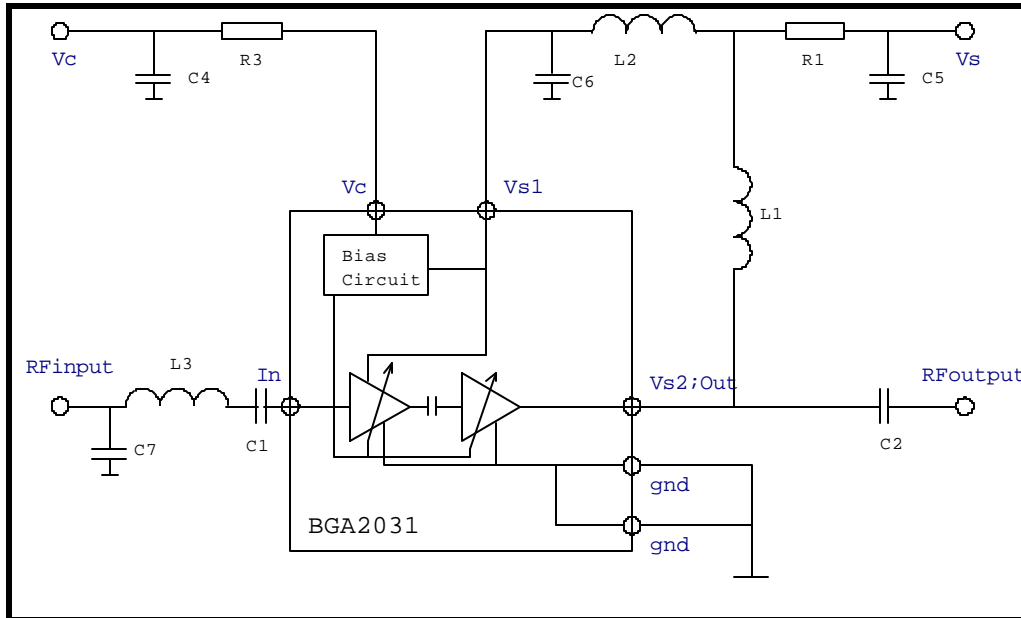 Vc
C4
R3
C6
L2
R1
C5
Vs
Vc
Vs1
L1
Bias
Circuit
RFinput
L3
In
Vs2;Out
RFoutput
C7
C1
C2
gnd
BGA2031
gnd